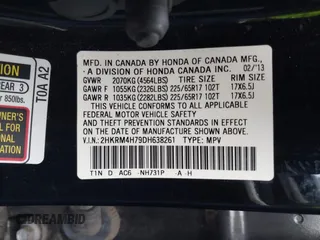 MFD. IN CANADA BY HONDA OF CANADA MFG.,
- A DIVISION OF HONDA CANADA INC. 02/'13
GVWR 2070KG (4564LBS) TIRE SIZE RIM SIZE
GAWR F 1055KG (2326LBS) 225/65R17 102T 17X6.5J
GAWR R 1035KG (2282LBS) 225/65R17 102T 17X6.5J
THIS VEHICLE CONFORMS TO ALL APPLICABLE
FEDERAL MOTOR VEHICLE SAFETY
AND THEFT PREVENTION STANDARDS IN EFFECT ON
THE DATE OF MANUFACTURE SHOWN ABOVE.
V.I.N.: 2HKRM4H79DH638261 TYPE: MPV
T1N D AC6 NH731P A H
T0A A2
YEAR 3
850lbs.
DREAMBID